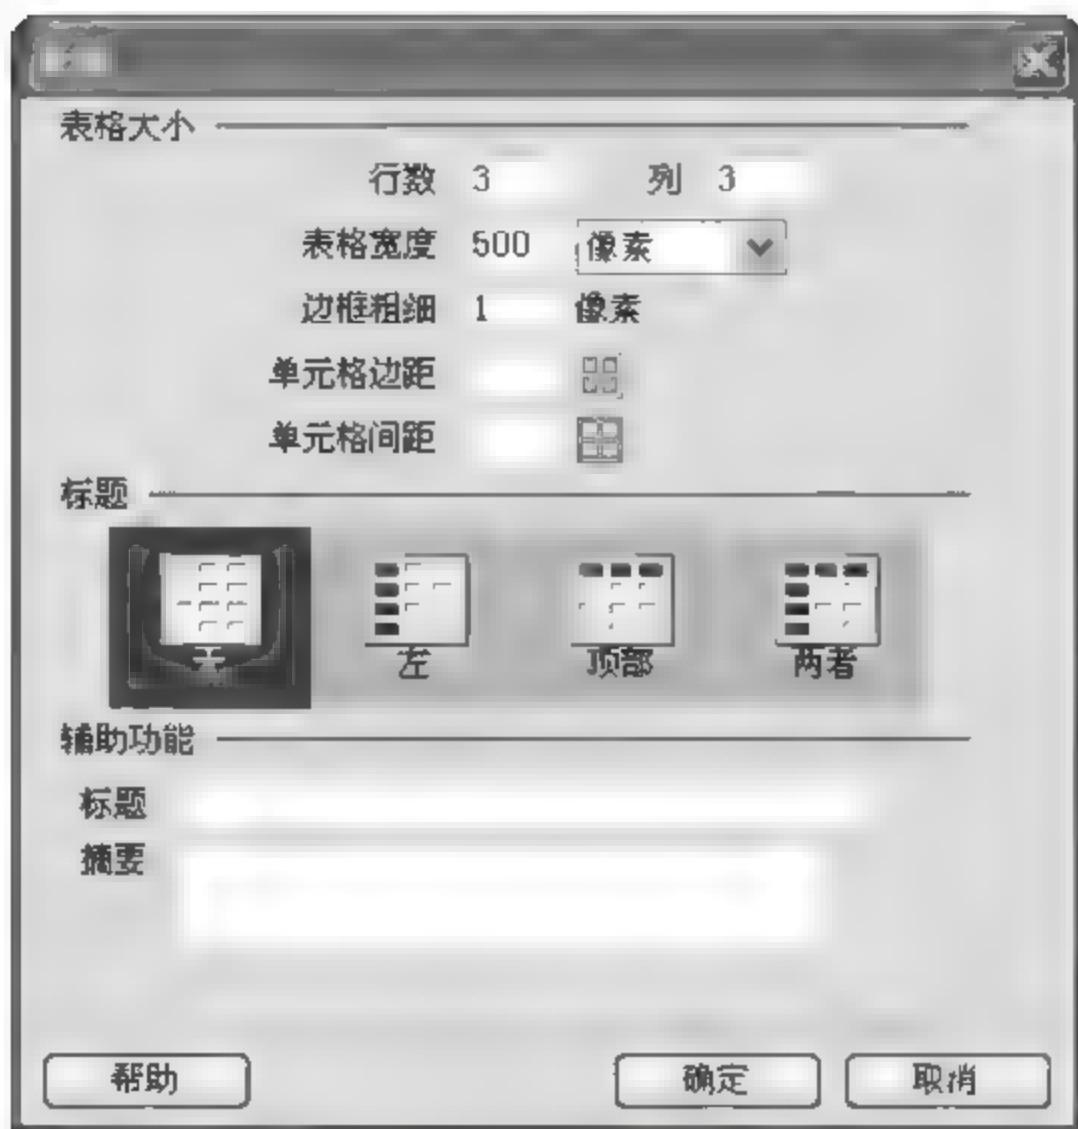 表格大小
行数 3 列 3
表格宽度 500 像素
边框粗细 1 像素
单元格边距
单元格间距
标题
无 左 顶部 两者
辅助功能
标题
摘要
帮助 确定 取消